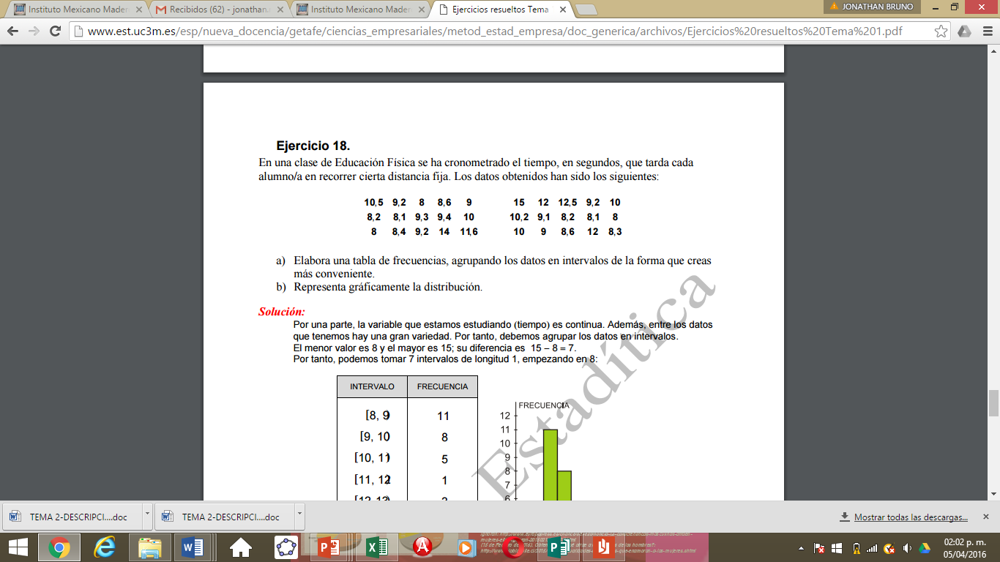 Instituto Mexicano Mader
Recibidos (62) - jonathan.
Instituto Mexicano Mader
Ejercicios resueltos Tema
JONATHAN BRUNO
www.est.uc3m.es/esp/nueva_docencia/getafe/ciencias_empresariales/metod_estad_empresa/doc_generica/archivos/Ejercicios%20resueltos%20Tema%201.pdf
Ejercicio 18.
En una clase de Educación Física se ha cronometrado el tiempo, en segundos, que tarda cada
alumno/a en recorrer cierta distancia fija. Los datos obtenidos han sido los siguientes:
10,5 9,2 8 8,6 9 15 12 12,5 9,2 10
8,2 8,1 9,3 9,4 10 10,2 9,1 8,2 8,1 8
8 8,4 9,2 14 11,6 10 9 8,6 12 8,3
a) Elabora una tabla de frecuencias, agrupando los datos en intervalos de la forma que creas
más conveniente.
b) Representa gráficamente la distribución.
Solución:
Por una parte, la variable que estamos estudiando (tiempo) es continua. Además, entre los datos
que tenemos hay una gran variedad. Por tanto, debemos agrupar los datos en intervalos.
El menor valor es 8 y el mayor es 15; su diferencia es 15 – 8 = 7.
Por tanto, podemos tomar 7 intervalos de longitud 1, empezando en 8:
INTERVALO FRECUENCIA
[8, 9) 11
[9, 10) 8
[10, 11) 5
[11, 12) 1
FRECUENCIA
12
11
10
9
8
7
6
Estadítica
TEMA 2-DESCRIPCI....doc
TEMA 2-DESCRIPCI....doc
Mostrar todas las descargas...
02:02 p. m.
05/04/2016